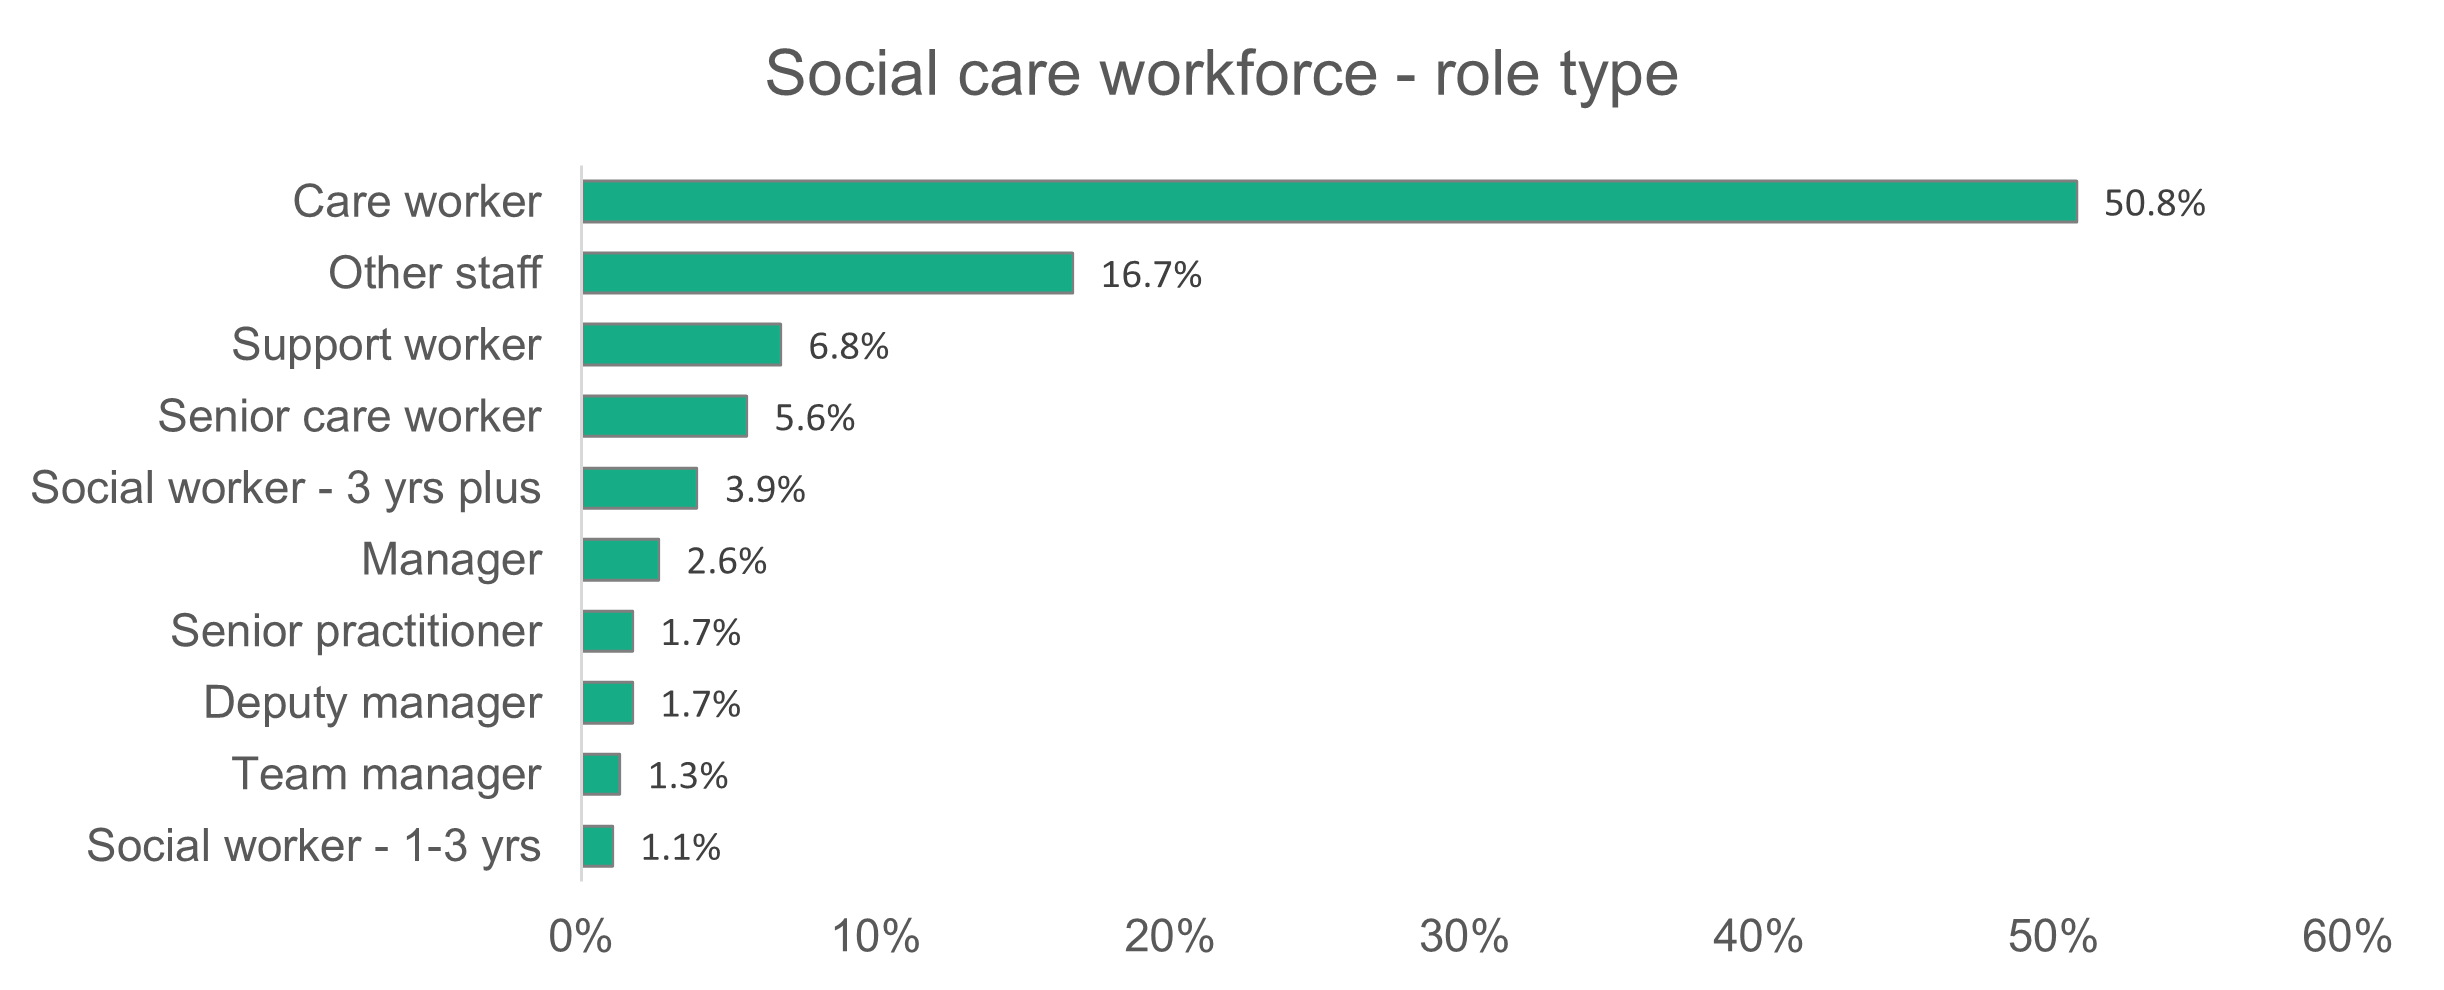 Social care workforce - role type
Care worker 50.8%
Other staff 16.7%
Support worker 6.8%
Senior care worker 5.6%
Social worker - 3 yrs plus 3.9%
Manager 2.6%
Senior practitioner 1.7%
Deputy manager 1.7%
Team manager 1.3%
Social worker - 1-3 yrs 1.1%
0% 10% 20% 30% 40% 50% 60%